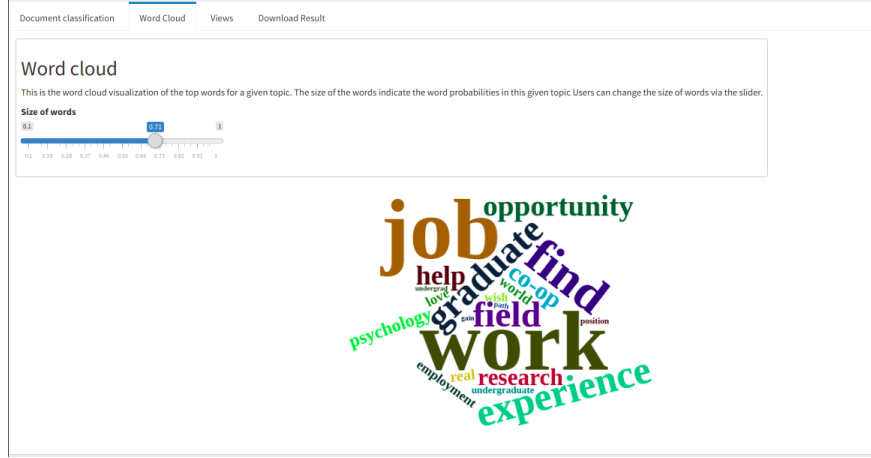 Document classification Word Cloud Views Download Result
Word cloud
This is the word cloud visualization of the top words for a given topic. The size of the words indicate the word probabilities in this given topic Users can change the size of words via the slider.
Size of words
0.1 0.71 1
0.1 0.19 0.28 0.37 0.46 0.55 0.64 0.73 0.82 0.91 1
job
opportunity
graduate
find
help
undergrad
co-op
world
love
wish
path
gain
field
position
psychology
work
employment
real
research
undergraduate
experience